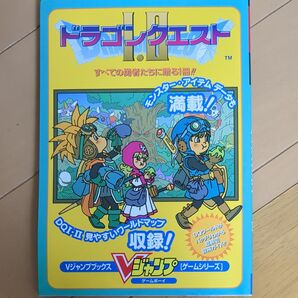 ドラゴンクエスト
I・II
TM
すべての勇者たちに贈る1冊!!
モンスター・アイテムデータも
満載!
DQI・II 見やすいワールドマップ
収録!
Vジャンプブックス
Vジャンプ
[ゲームシリーズ]
ゲームボーイ